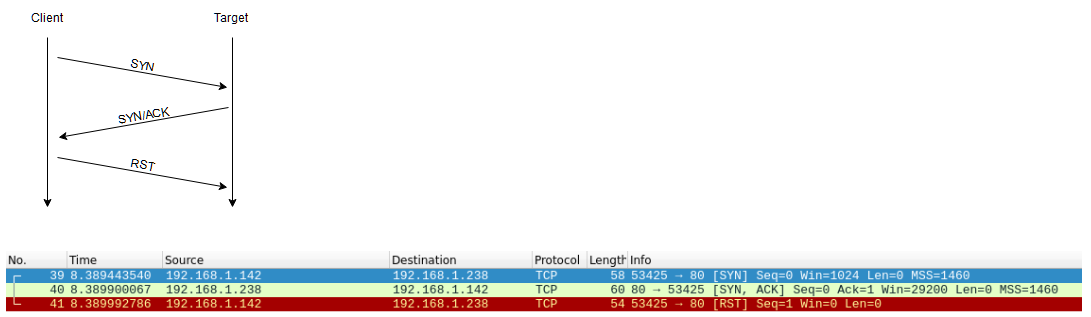 Client Target
SYN
SYN/ACK
RST
No. Time Source Destination Protocol Length Info
39 8.389443540 192.168.1.142 192.168.1.238 TCP 58 53425 → 80 [SYN] Seq=0 Win=1024 Len=0 MSS=1460
40 8.389900067 192.168.1.238 192.168.1.142 TCP 60 80 → 53425 [SYN, ACK] Seq=0 Ack=1 Win=29200 Len=0 MSS=1460
41 8.389992786 192.168.1.142 192.168.1.238 TCP 54 53425 → 80 [RST] Seq=1 Win=0 Len=0